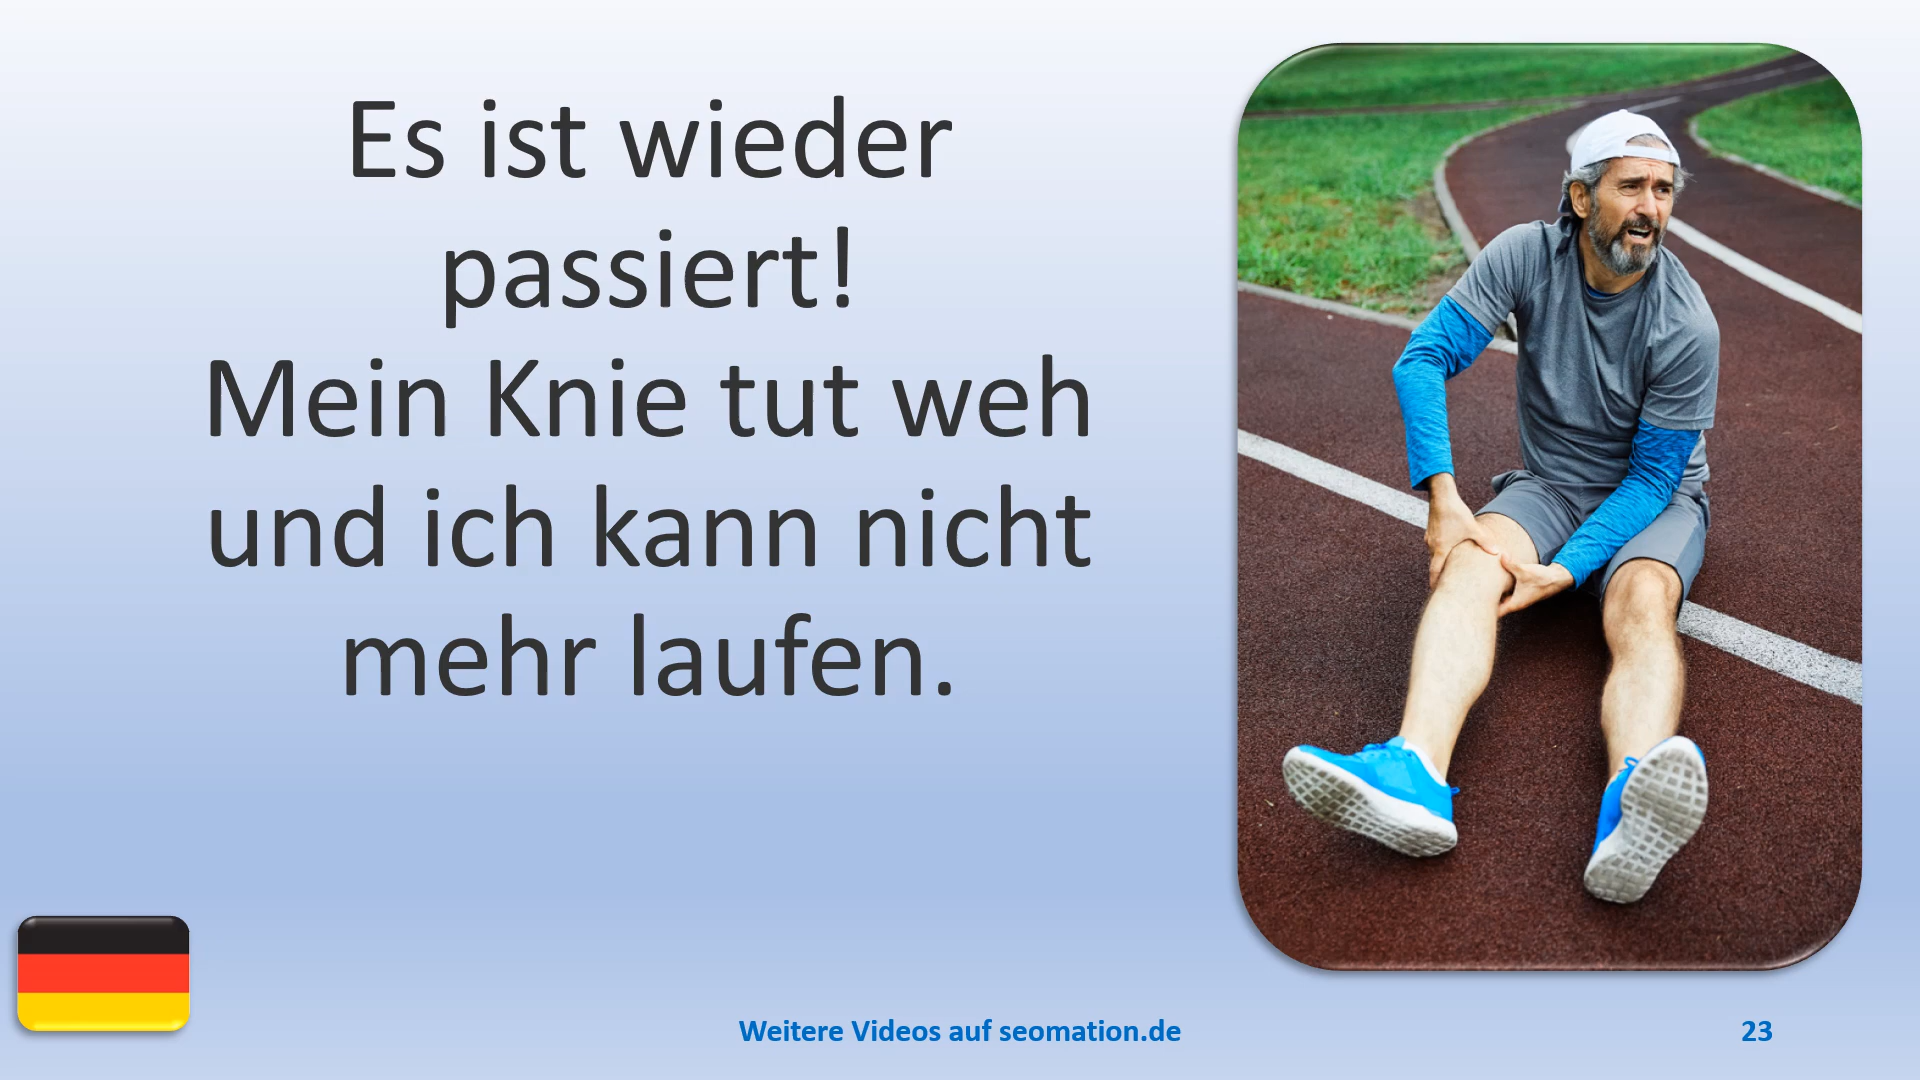 Es ist wieder
passiert!
Mein Knie tut weh
und ich kann nicht
mehr laufen.
Weitere Videos auf seomation.de
23